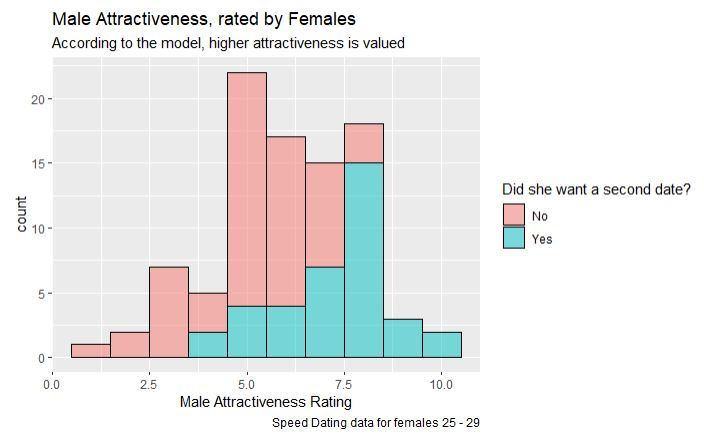 Male Attractiveness, rated by Females
According to the model, higher attractiveness is valued
20
15
10
5
0
count
0.0 2.5 5.0 7.5 10.0
Male Attractiveness Rating
Speed Dating data for females 25 - 29
Did she want a second date?
No
Yes